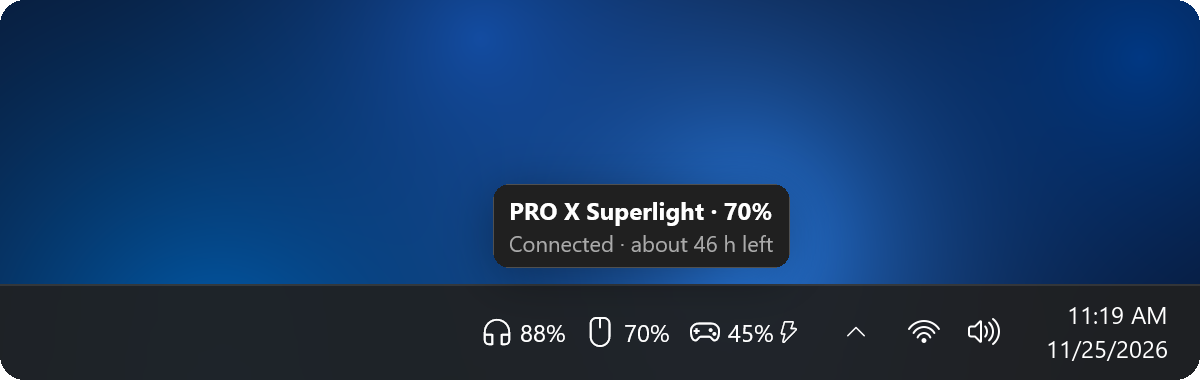 PRO X Superlight · 70%
Connected · about 46 h left
88% 70% 45%
11:19 AM
11/25/2026